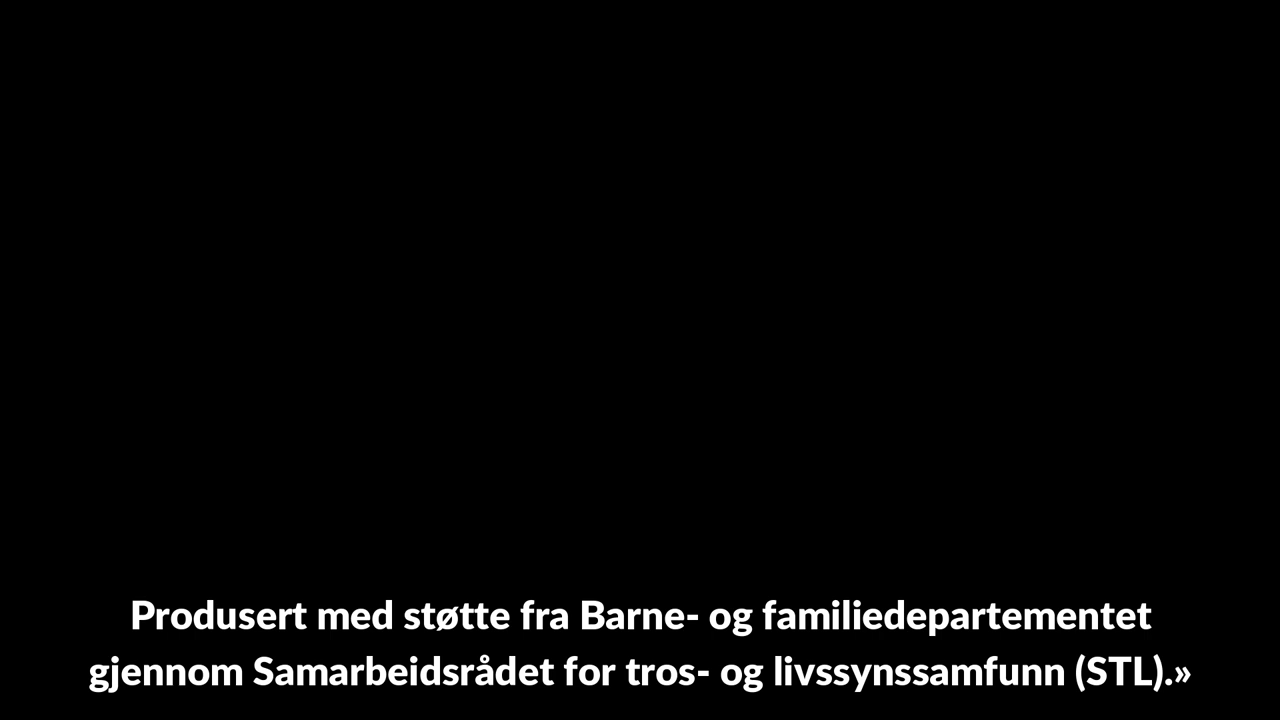 Produsert med støtte fra Barne- og familiedepartementet
gjennom Samarbeidsrådet for tros- og livssynssamfunn (STL).»